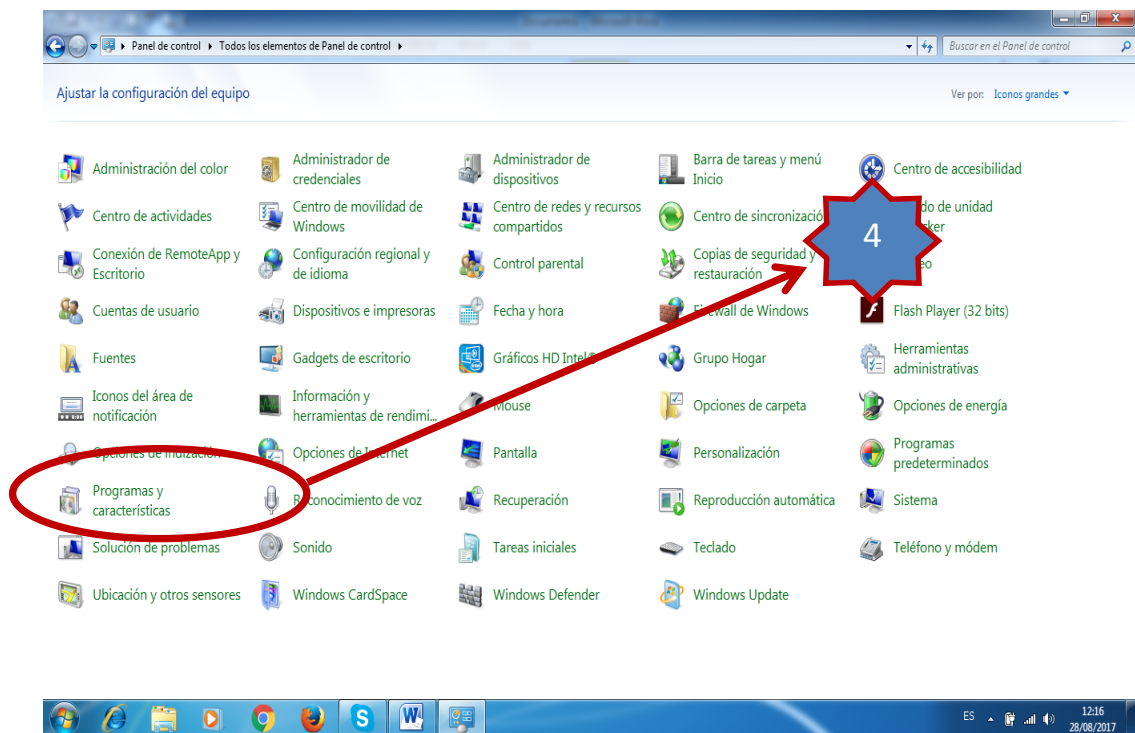 Panel de control ▸ Todos los elementos de Panel de control ▸
Buscar en el Panel de control
Ajustar la configuración del equipo
Ver por: Iconos grandes
Administración del color
Administrador de
credenciales
Administrador de
dispositivos
Barra de tareas y menú
Inicio
Centro de accesibilidad
Centro de actividades
Centro de movilidad de
Windows
Centro de redes y recursos
compartidos
Centro de sincronizació
de unidad
4
Conexión de RemoteApp y
Escritorio
Configuración regional y
de idioma
Control parental
Copias de seguridad y
restauración
Cuentas de usuario
Dispositivos e impresoras
Fecha y hora
Firewall de Windows
Flash Player (32 bits)
Fuentes
Gadgets de escritorio
Gráficos HD Intel®
Grupo Hogar
Herramientas
administrativas
Iconos del área de
notificación
Información y
herramientas de rendimi...
Mouse
Opciones de carpeta
Opciones de energía
Opciones de indización
Opciones de Internet
Pantalla
Personalización
Programas
predeterminados
Programas y
características
Reconocimiento de voz
Recuperación
Reproducción automática
Sistema
Solución de problemas
Sonido
Tareas iniciales
Teclado
Teléfono y módem
Ubicación y otros sensores
Windows CardSpace
Windows Defender
Windows Update
ES
12:16
28/08/2017